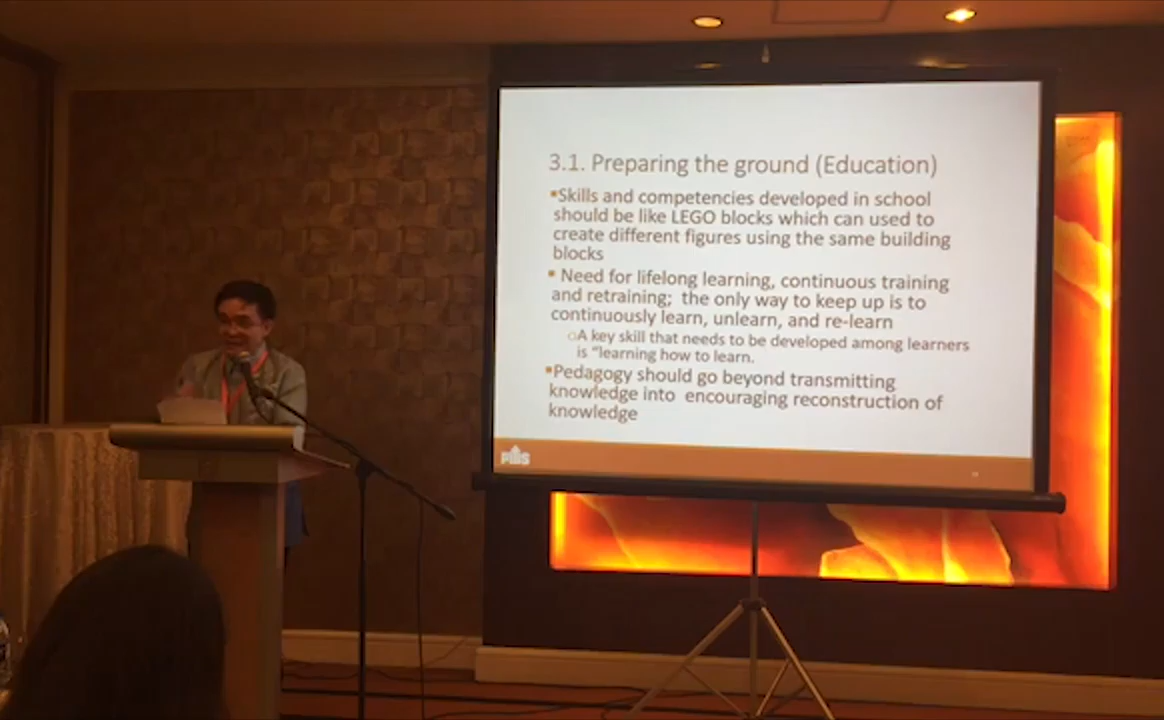 3.1. Preparing the ground (Education)
▪Skills and competencies developed in school
should be like LEGO blocks which can used to
create different figures using the same building
blocks
▪ Need for lifelong learning, continuous training
and retraining; the only way to keep up is to
continuously learn, unlearn, and re-learn
○A key skill that needs to be developed among learners
is "learning how to learn.
▪Pedagogy should go beyond transmitting
knowledge into encouraging reconstruction of
knowledge
PIDS